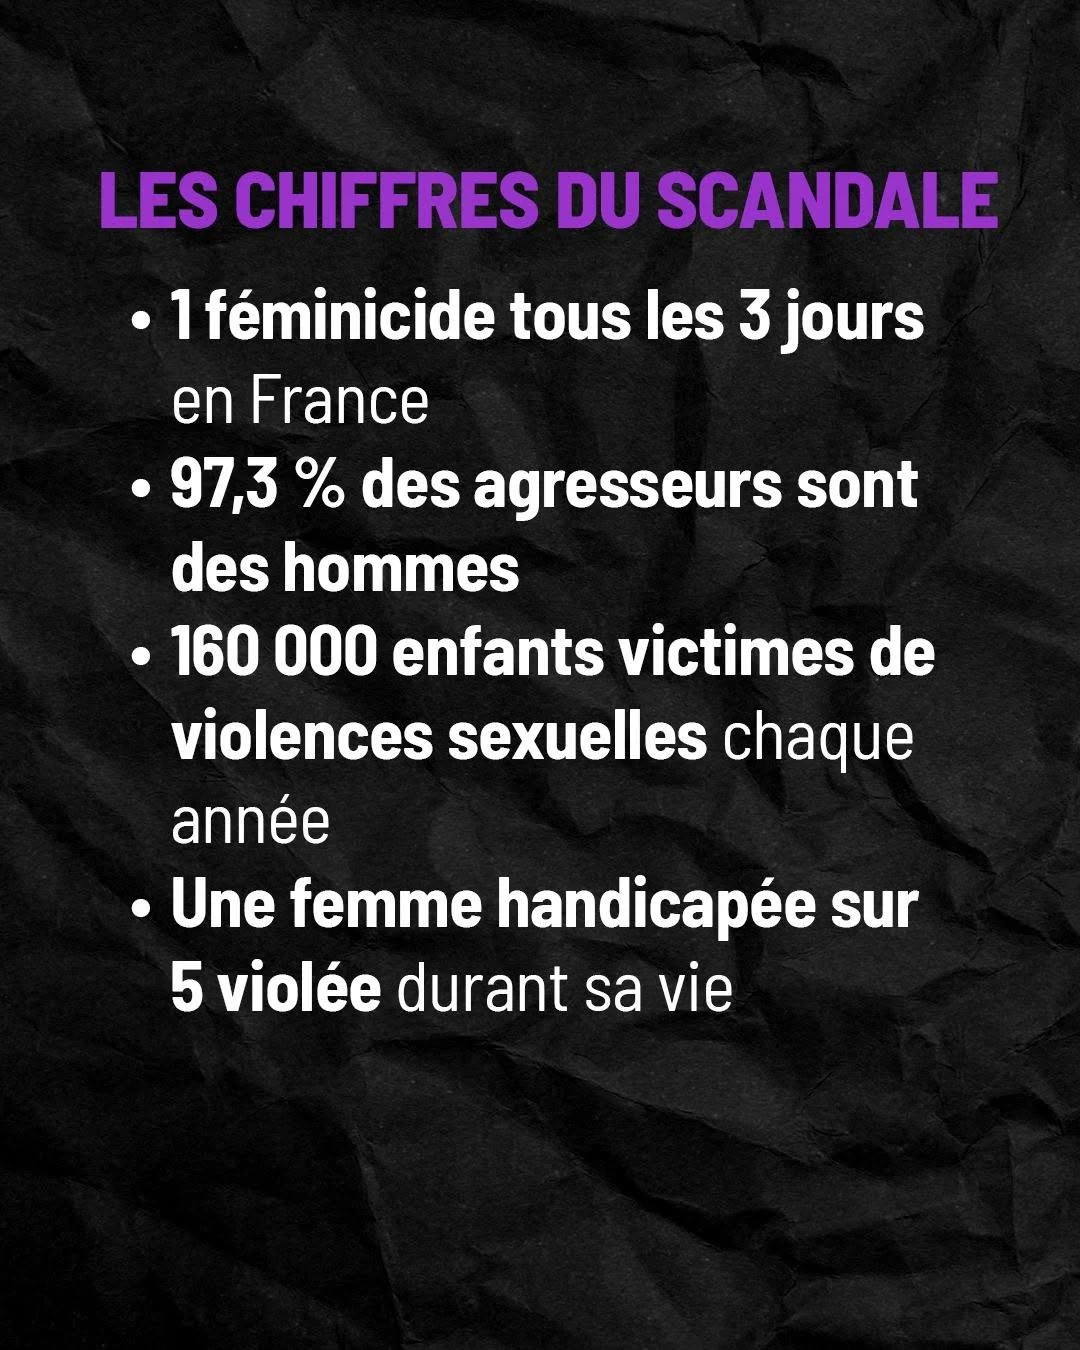 LES CHIFFRES DU SCANDALE
• 1 féminicide tous les 3 jours
en France
• 97,3 % des agresseurs sont
des hommes
• 160 000 enfants victimes de
violences sexuelles chaque
année
• Une femme handicapée sur
5 violée durant sa vie